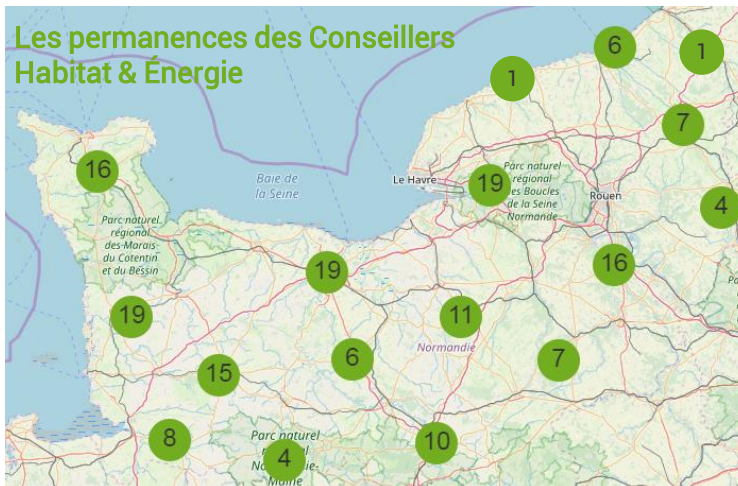 Les permanences des Conseillers
Habitat & Énergie
6
1
1
7
16
Baie de
la Seine
Le Havre
19
Parc naturel
régional
des Boucles
de la Seine
Normande
Rouen
4
Parc naturel
régional
des Marais
du Cotentin
et du Bessin
19
16
19
11
Normandie
6
7
15
8
10
Parc naturel
4
Maine